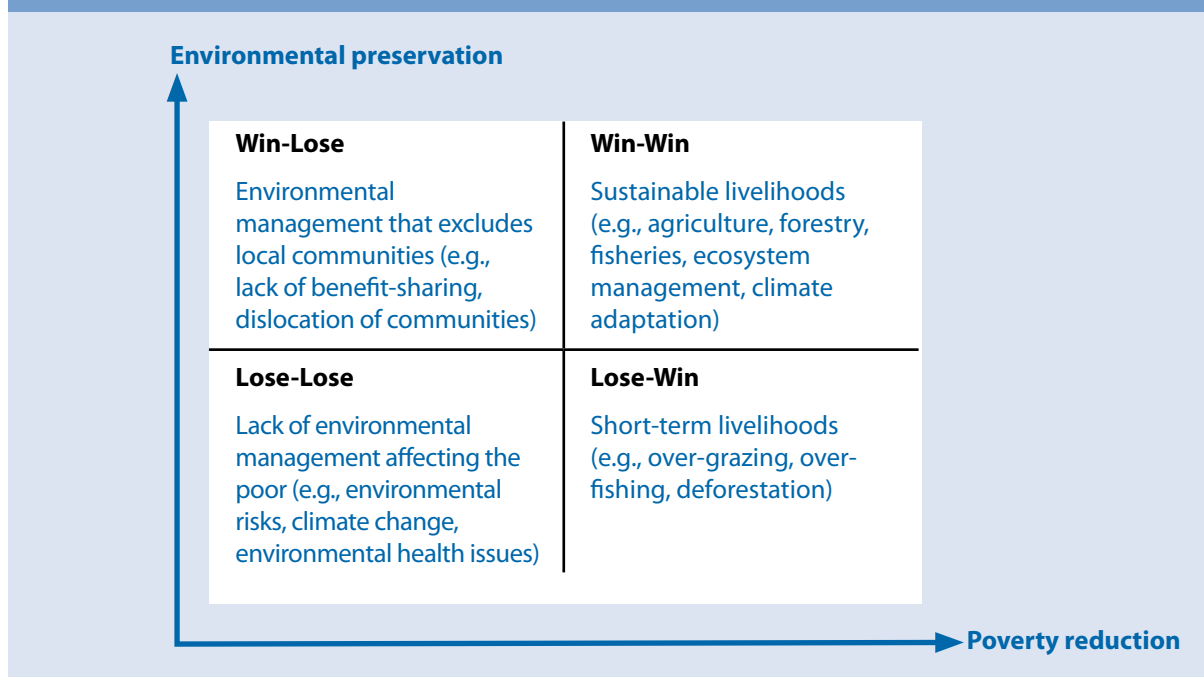 Environmental preservation
Win-Lose
Environmental
management that excludes
local communities (e.g.,
lack of benefit-sharing,
dislocation of communities)
Win-Win
Sustainable livelihoods
(e.g., agriculture, forestry,
fisheries, ecosystem
management, climate
adaptation)
Lose-Lose
Lack of environmental
management affecting the
poor (e.g., environmental
risks, climate change,
environmental health issues)
Lose-Win
Short-term livelihoods
(e.g., over-grazing, over-
fishing, deforestation)
Poverty reduction